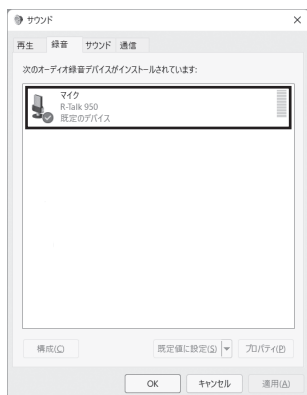 サウンド
再生 録音 サウンド 通信
次のオーディオ録音デバイスがインストールされています:
マイク
R-Talk 950
既定のデバイス
構成(C) 既定値に設定(S) プロパティ(P)
OK キャンセル 適用(A)